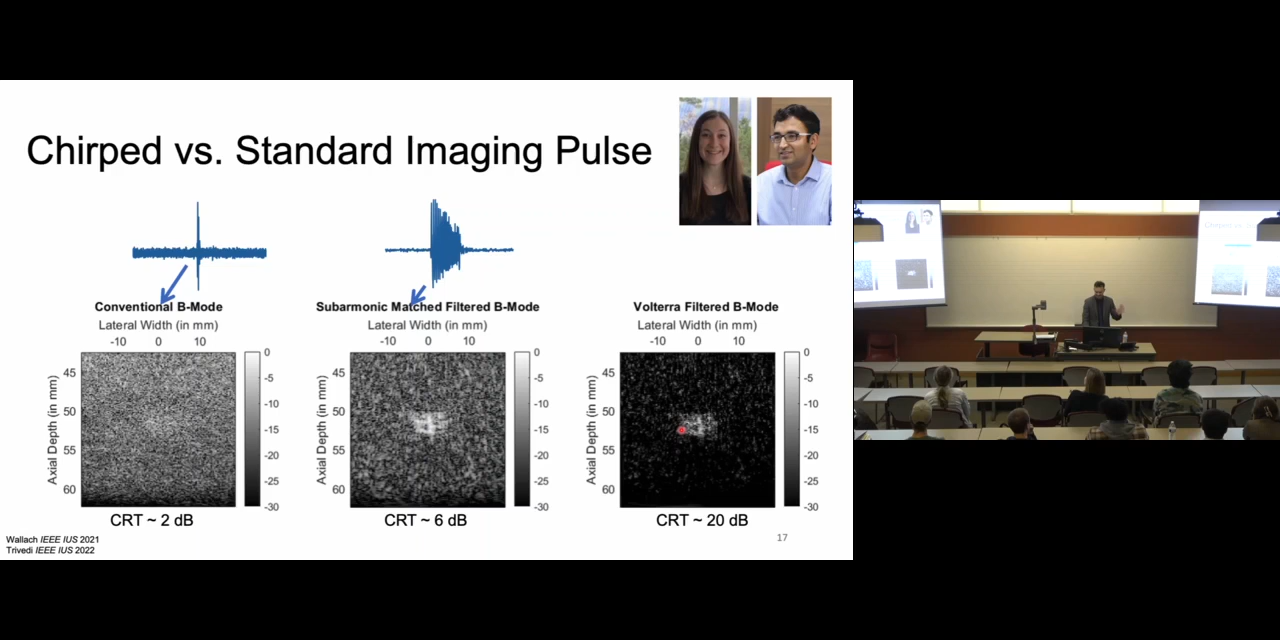 Chirped vs. Standard Imaging Pulse
Conventional B-Mode
Lateral Width (in mm)
-10 0 10
Axial Depth (in mm)
45
50
55
60
0
-5
-10
-15
-20
-25
-30
CRT ~ 2 dB
Subarmonic Matched Filtered B-Mode
Lateral Width (in mm)
-10 0 10
Axial Depth (in mm)
45
50
55
60
0
-5
-10
-15
-20
-25
-30
CRT ~ 6 dB
Volterra Filtered B-Mode
Lateral Width (in mm)
-10 0 10
Axial Depth (in mm)
45
50
55
60
0
-5
-10
-15
-20
-25
-30
CRT ~ 20 dB
Wallach IEEE IUS 2021
Trivedi IEEE IUS 2022
17